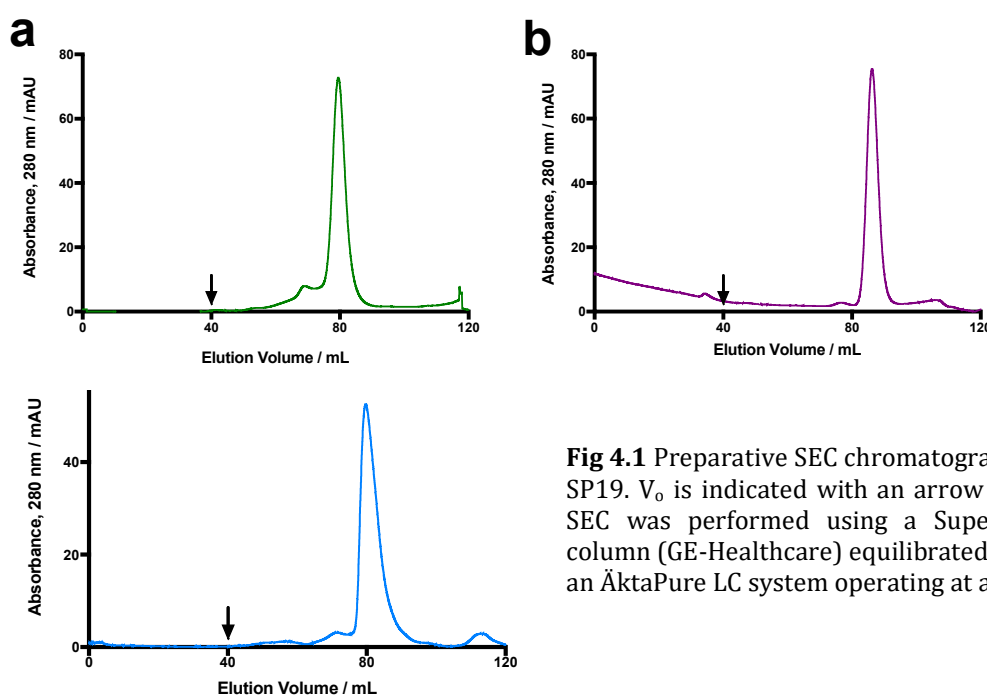 a
80
60
40
20
0
Absorbance, 280 nm / mAU
0 40 80 120
Elution Volume / mL
b
80
60
40
20
0
Absorbance, 280 nm / mAU
0 40 80 120
Elution Volume / mL
40
20
0
Absorbance, 280 nm / mAU
0 40 80 120
Elution Volume / mL
Fig 4.1 Preparative SEC chromatogra
SP19. Vₒ is indicated with an arrow
SEC was performed using a Supe
column (GE-Healthcare) equilibrated
an ÄktaPure LC system operating at a